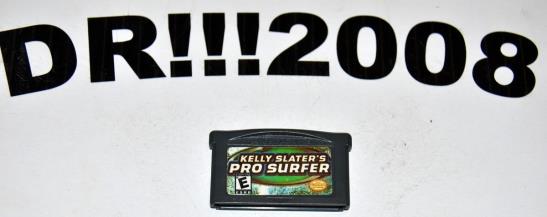 DR!!!2008
KELLY SLATER'S
PRO SURFER
E